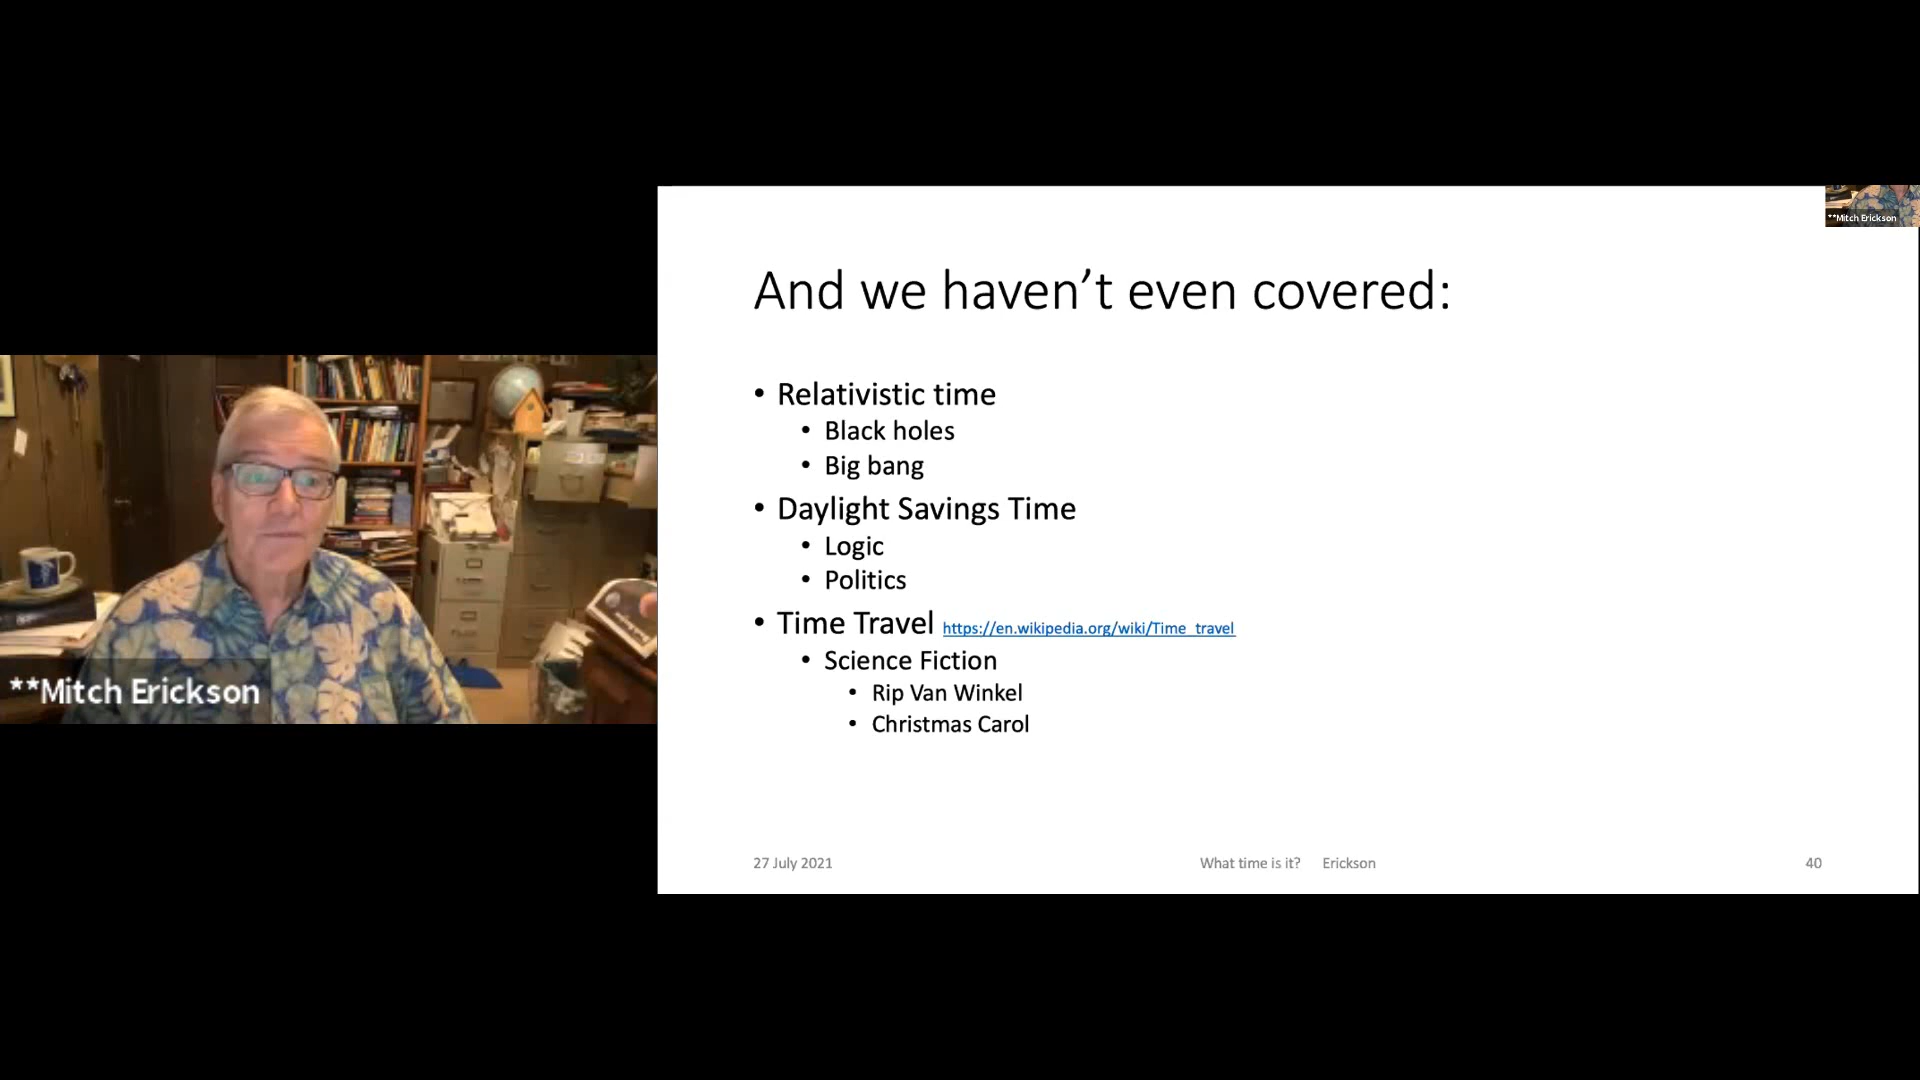 **Mitch Erickson
And we haven’t even covered:
• Relativistic time
• Black holes
• Big bang
• Daylight Savings Time
• Logic
• Politics
• Time Travel https://en.wikipedia.org/wiki/Time_travel
• Science Fiction
• Rip Van Winkel
• Christmas Carol
27 July 2021 What time is it? Erickson 40
**Mitch Erickson